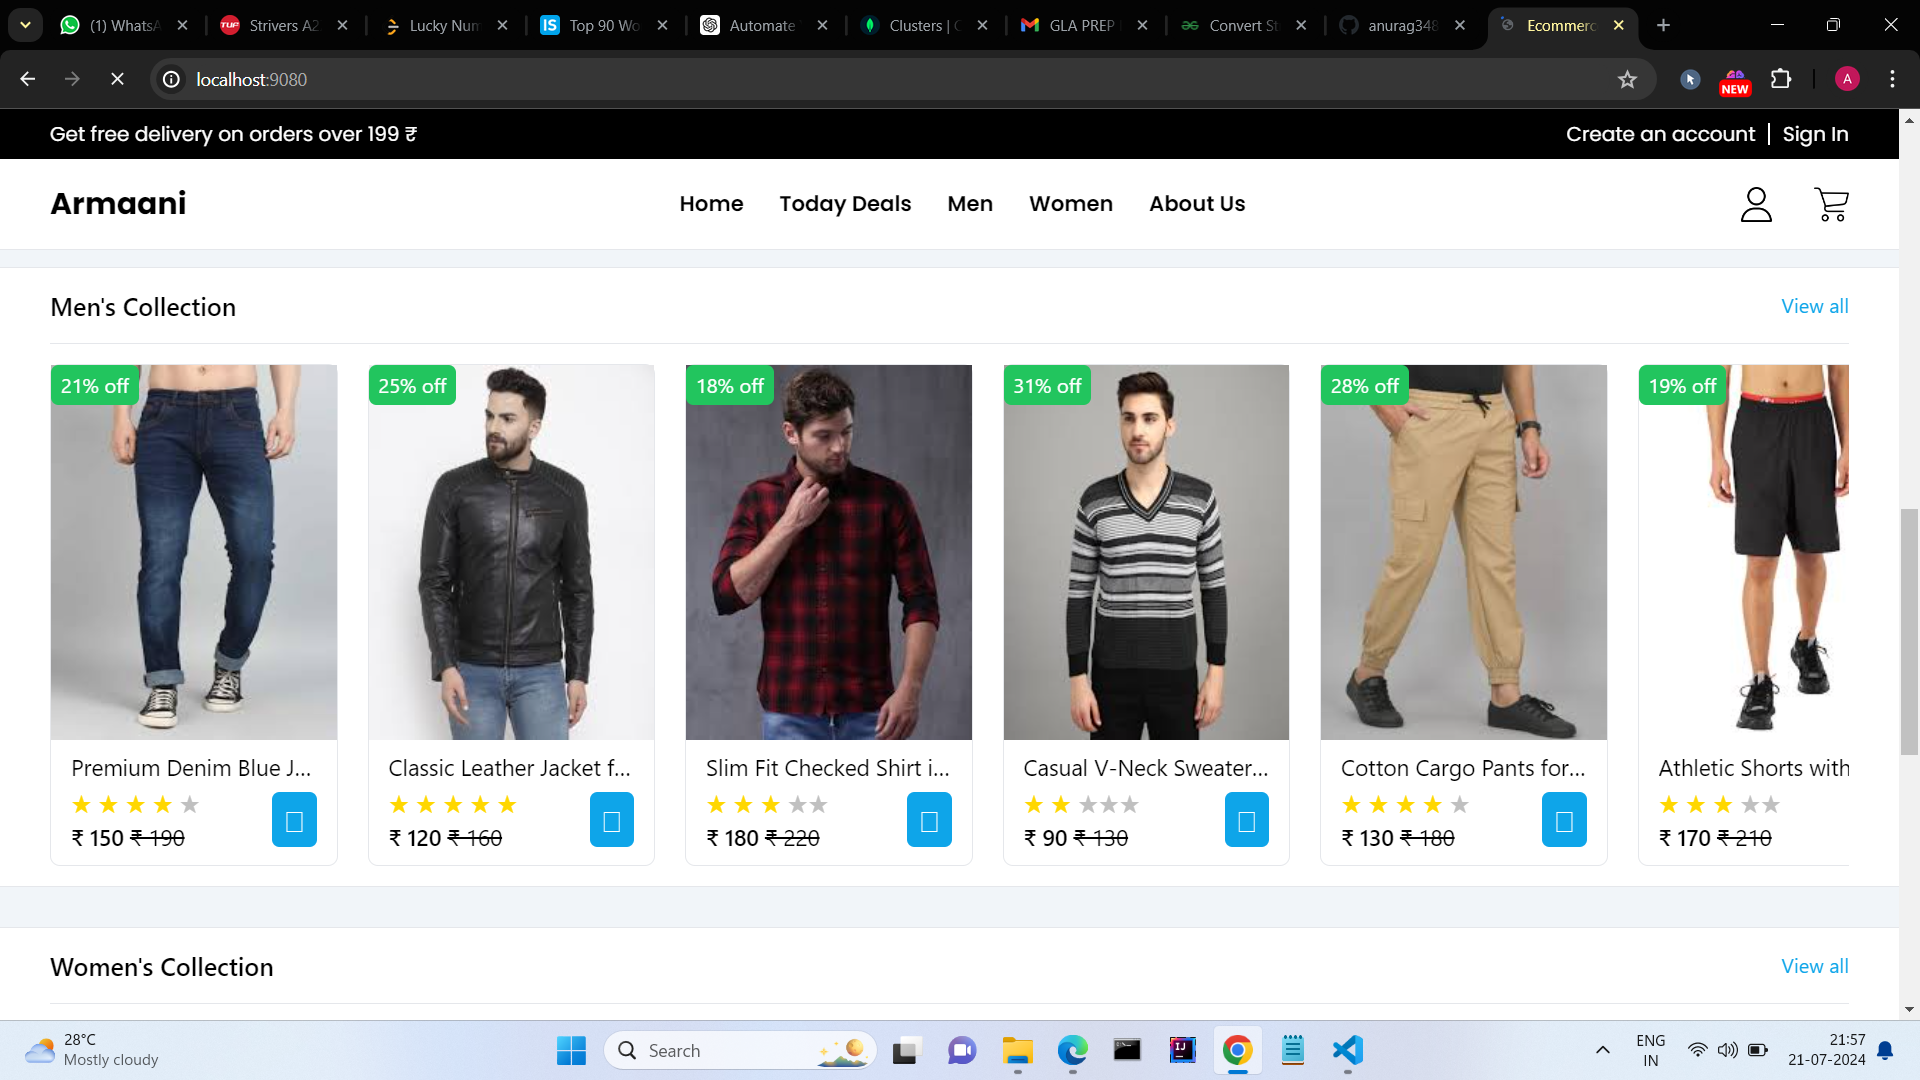 (1) WhatsA
Strivers A2
Lucky Num
Top 90 Wo
Automate
Clusters | C
GLA PREP
Convert St
anurag348
Ecommerc
localhost:9080
NEW
A
Get free delivery on orders over 199 ₹
Create an account | Sign In
Armaani
Home
Today Deals
Men
Women
About Us
Men's Collection
View all
21% off
25% off
18% off
31% off
28% off
19% off
Premium Denim Blue J...
Classic Leather Jacket f...
Slim Fit Checked Shirt i...
Casual V-Neck Sweater...
Cotton Cargo Pants for...
Athletic Shorts with
₹ 150 ₹ 190
₹ 120 ₹ 160
₹ 180 ₹ 220
₹ 90 ₹ 130
₹ 130 ₹ 180
₹ 170 ₹ 210
Women's Collection
View all
28°C
Mostly cloudy
Search
ENG
IN
21:57
21-07-2024